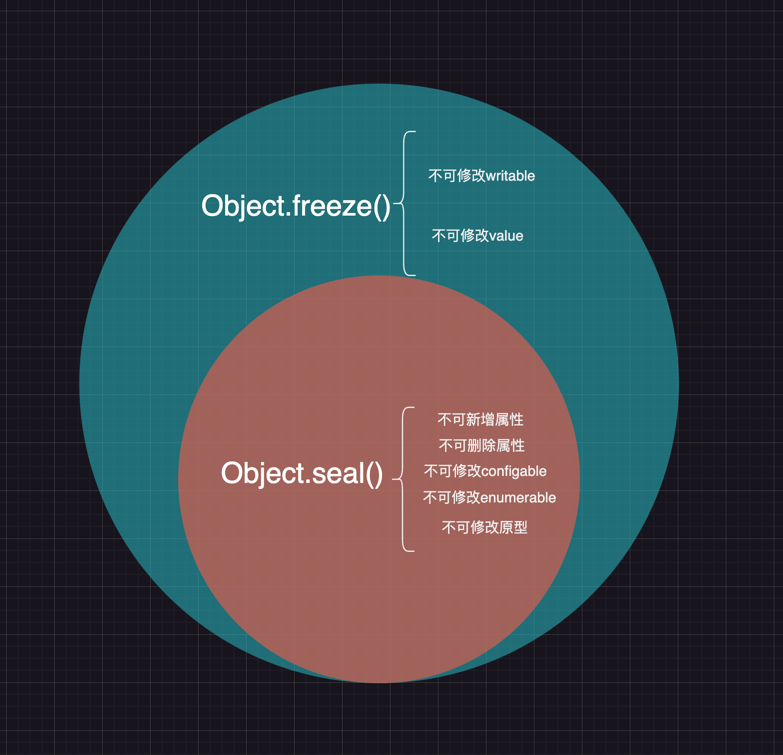 Object.freeze()
不可修改writable
不可修改value
Object.seal()
不可新增属性
不可删除属性
不可修改configable
不可修改enumerable
不可修改原型